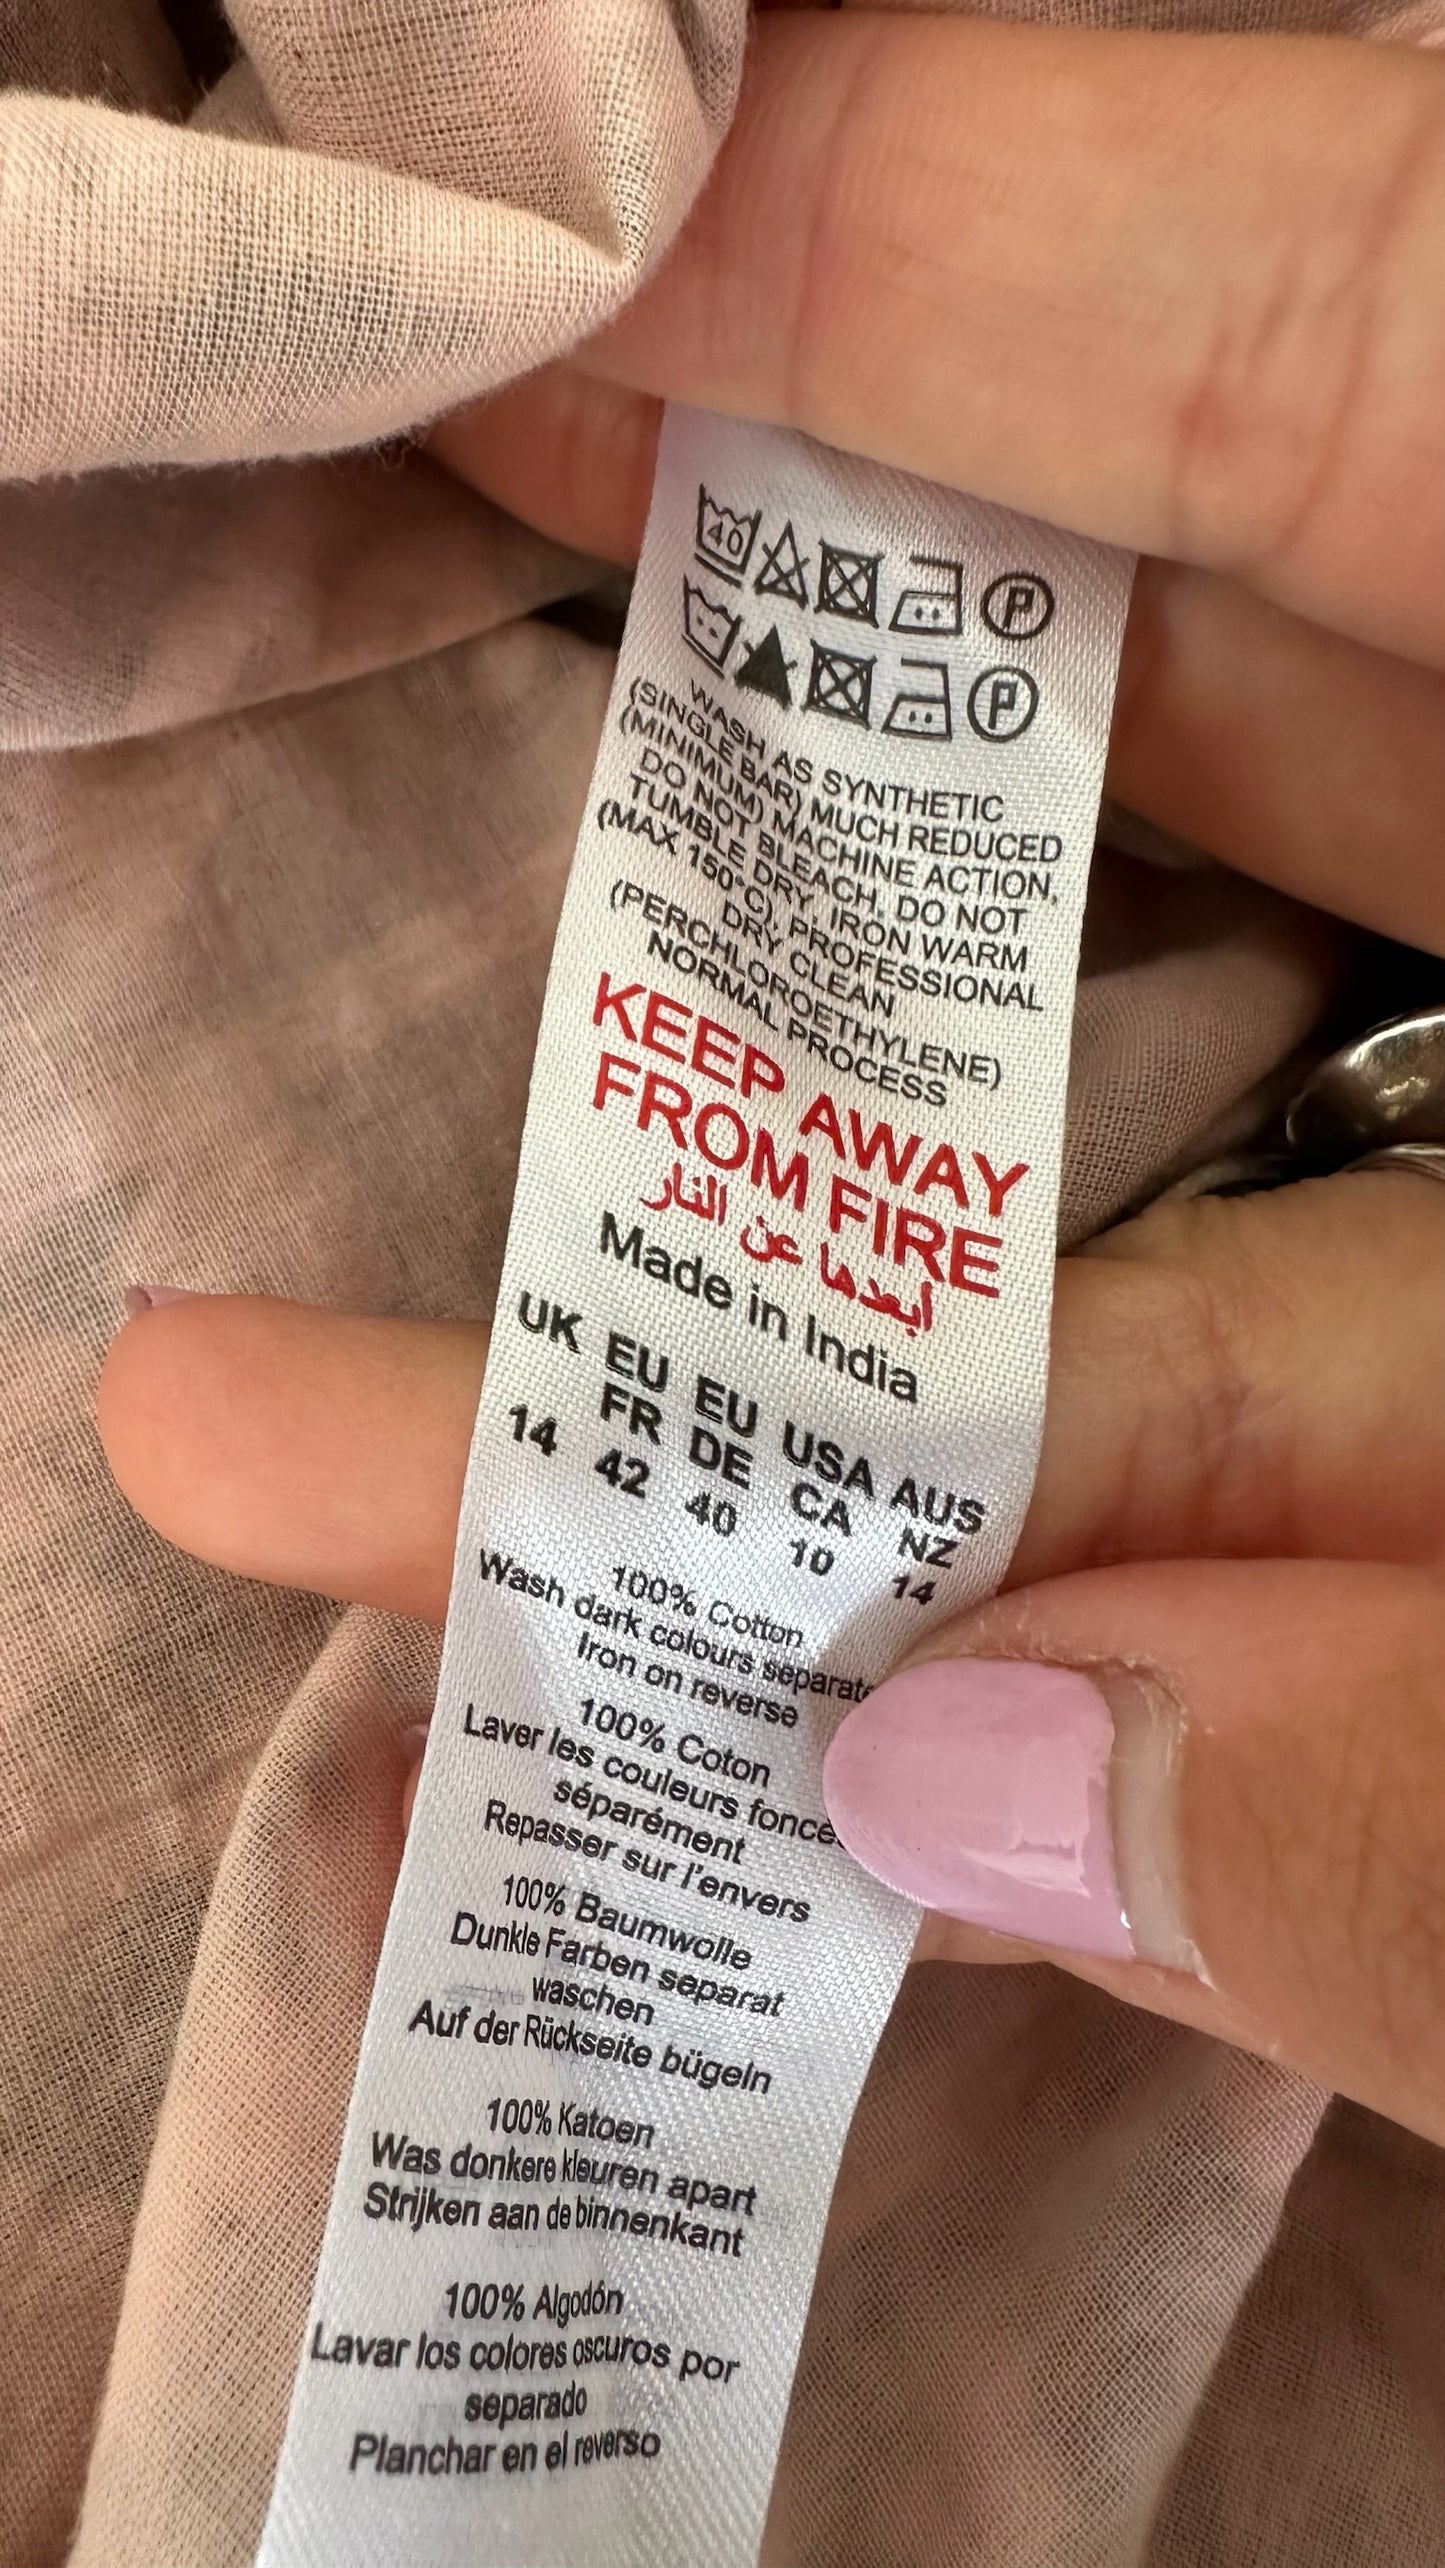 40
P
P
WASH AS SYNTHETIC
(SINGLE BAR) MUCH REDUCED
(MINIMUM) MACHINE ACTION,
DO NOT BLEACH, DO NOT
TUMBLE DRY, IRON WARM
(MAX 150°C), PROFESSIONAL
DRY CLEAN
(PERCHLOROETHYLENE)
NORMAL PROCESS
KEEP AWAY
FROM FIRE
ابعدها عن النار
Made in India
UK EU EU USA AUS
FR DE CA NZ
14 42 40 10 14
100% Cotton
Wash dark colours
Iron on reverse
100% Coton
Laver les couleurs
séparément
Repasser sur l'envers
100% Baumwolle
Dunkle Farben separat
waschen
Auf der Rückseite bügeln
100% Katoen
Was donkere kleuren apart
Strijken aan de binnenkant
100% Algodón
Lavar los colores oscuros por
separado
Planchar en el reverso